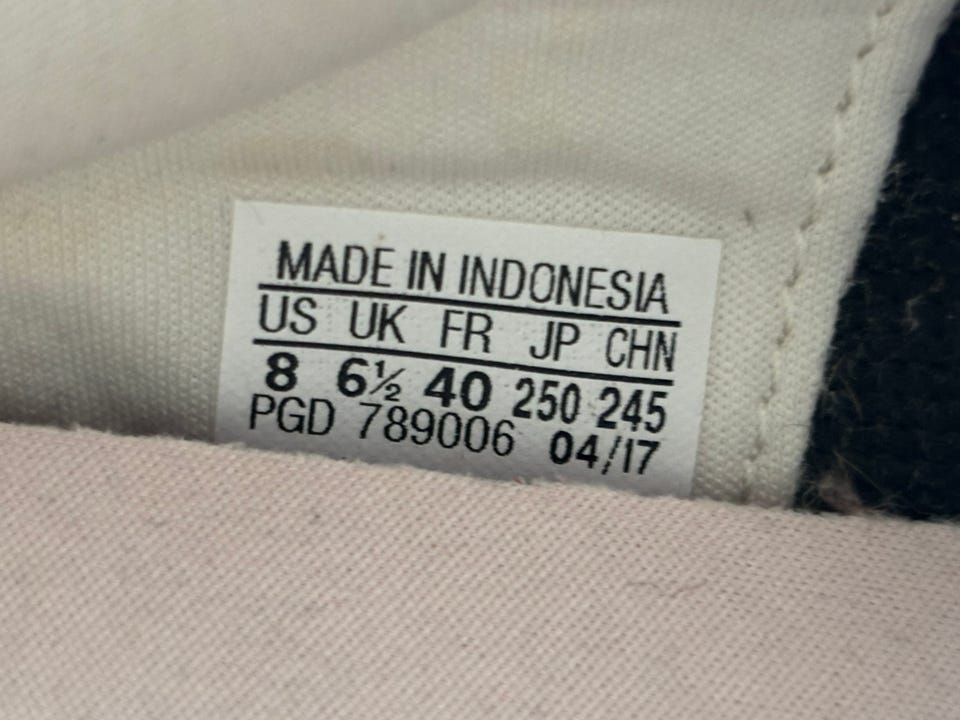 MADE IN INDONESIA
US UK FR JP CHN
8 6½ 40 250 245
PGD 789006 04/17